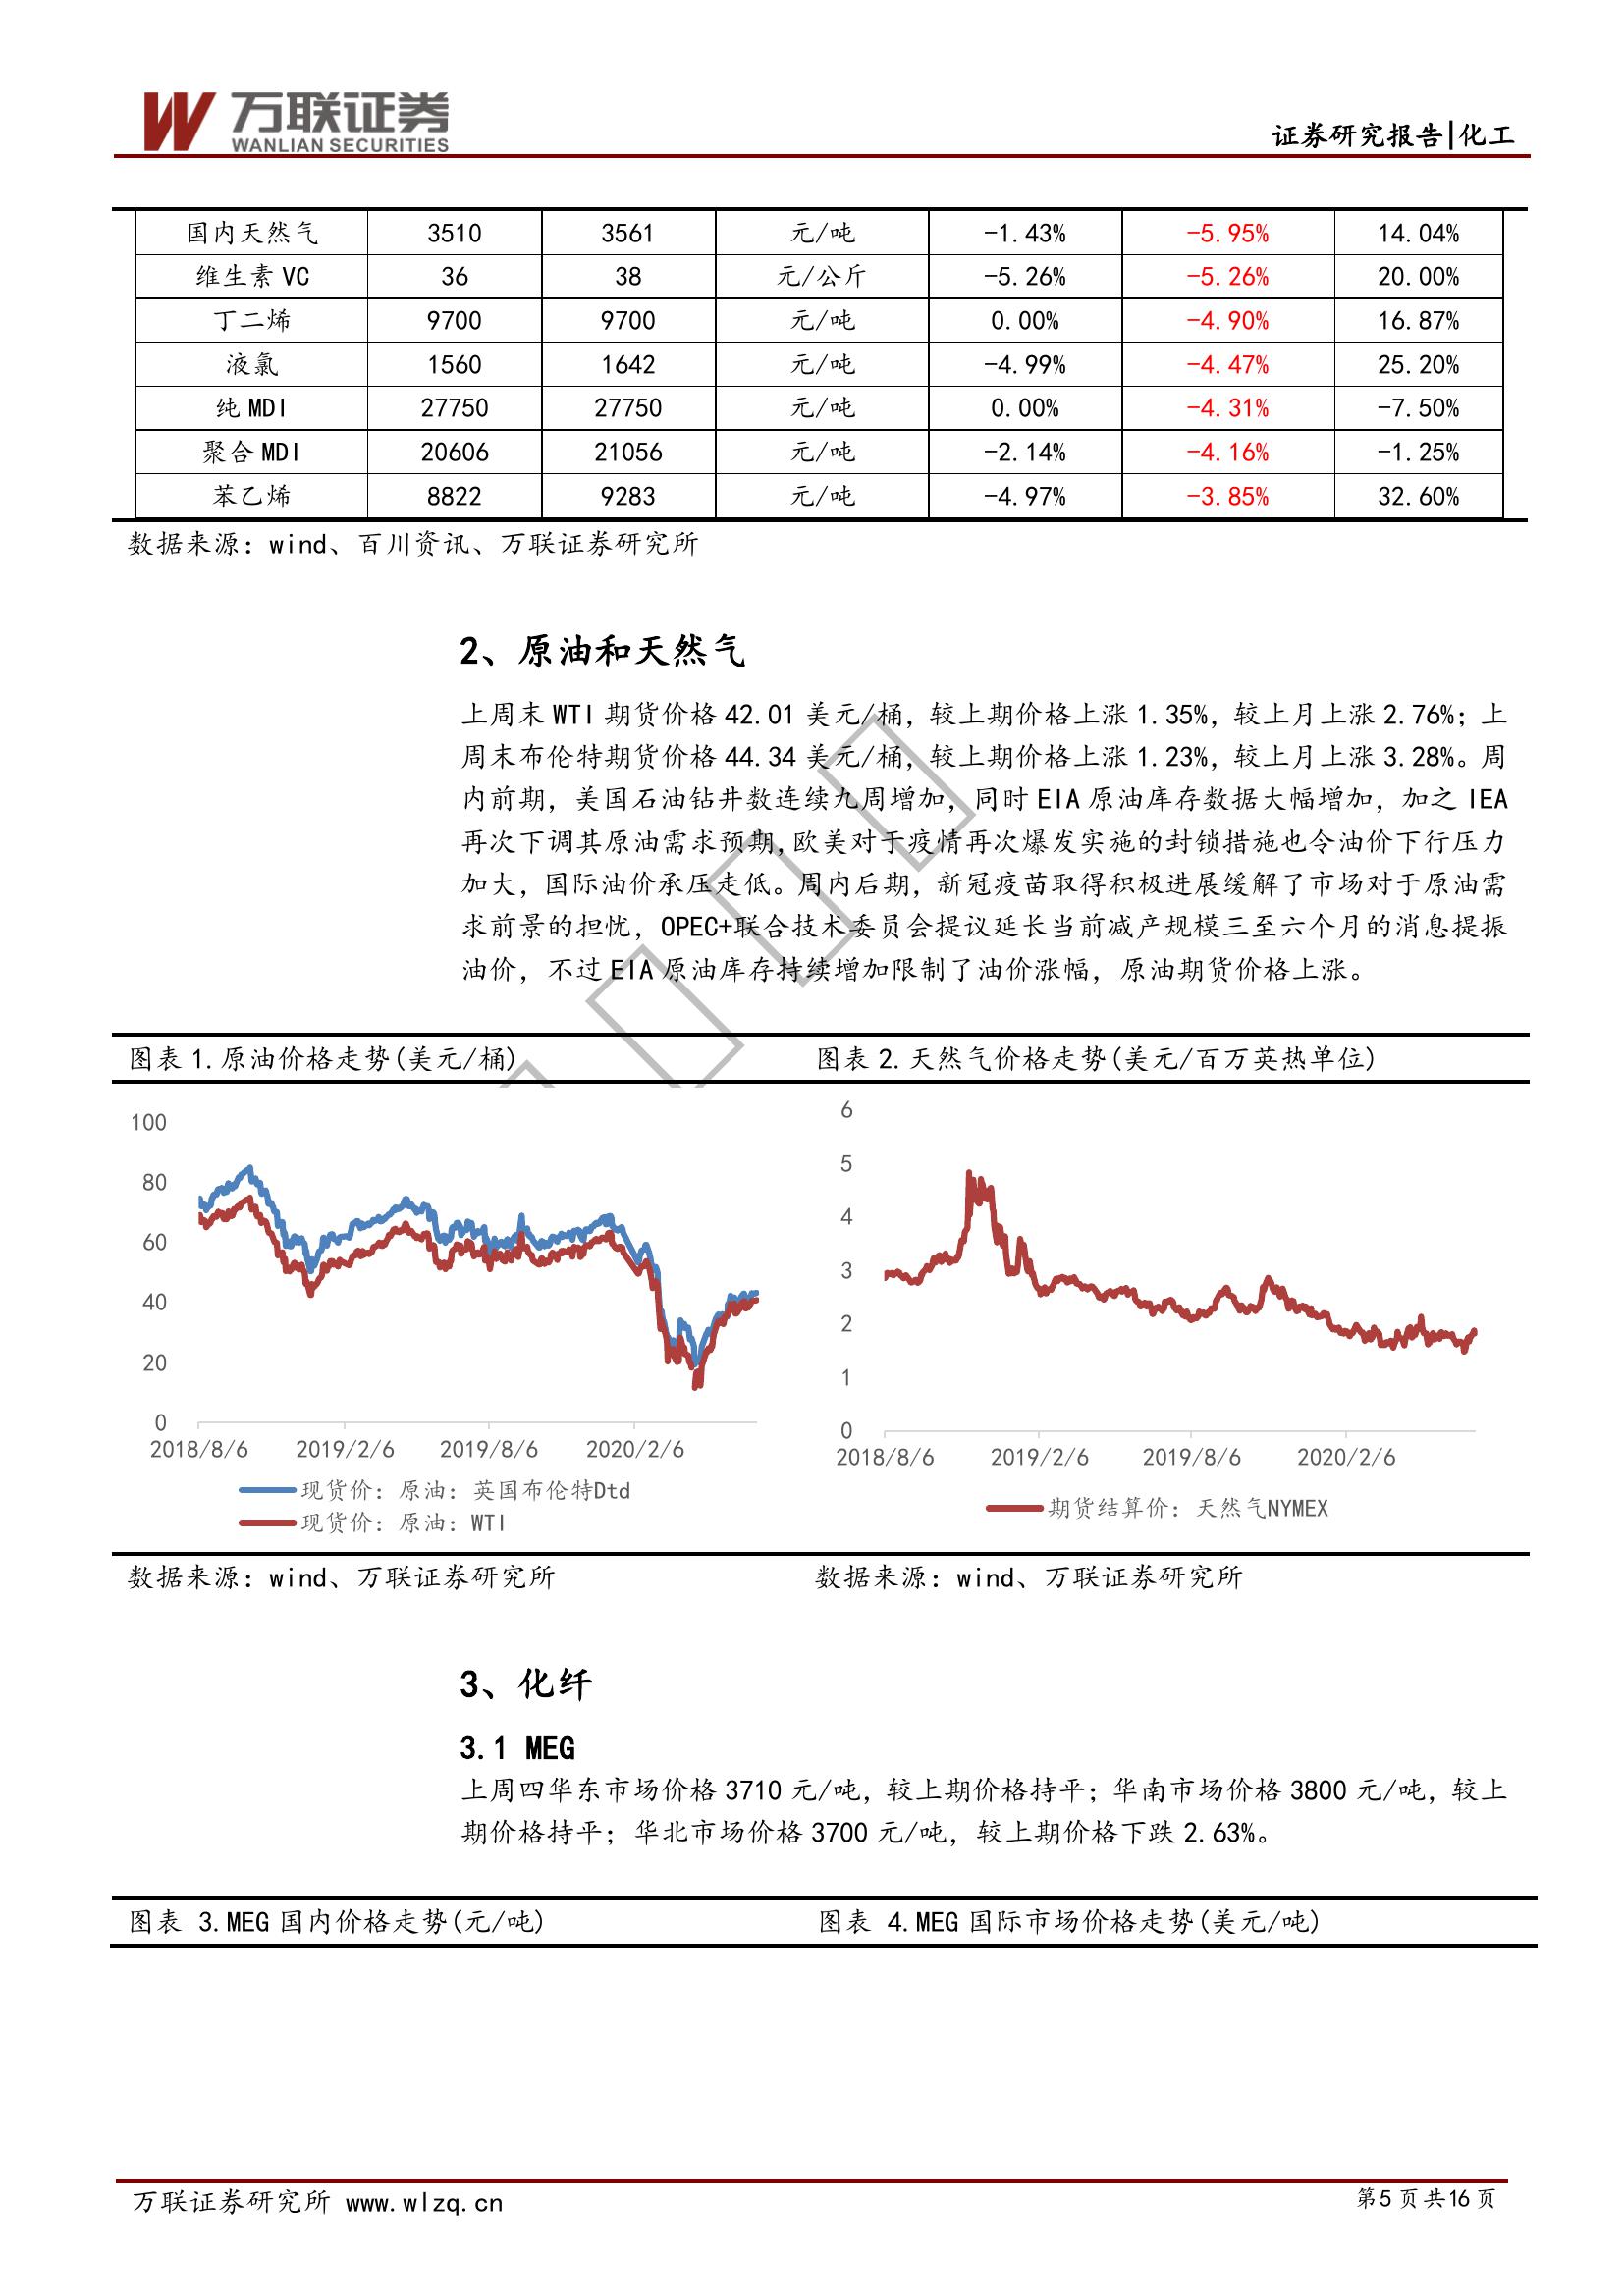 万联证券
WANLIAN SECURITIES
证券研究报告|化工
国内天然气 3510 3561 元/吨 -1.43% -5.95% 14.04%
维生素 VC 36 38 元/公斤 -5.26% -5.26% 20.00%
丁二烯 9700 9700 元/吨 0.00% -4.90% 16.87%
液氯 1560 1642 元/吨 -4.99% -4.47% 25.20%
纯 MDI 27750 27750 元/吨 0.00% -4.31% -7.50%
聚合 MDI 20606 21056 元/吨 -2.14% -4.16% -1.25%
苯乙烯 8822 9283 元/吨 -4.97% -3.85% 32.60%
数据来源：wind、百川资讯、万联证券研究所
2、原油和天然气
上周末 WTI 期货价格 42.01 美元/桶，较上期价格上涨 1.35%，较上月上涨 2.76%；上
周末布伦特期货价格 44.34 美元/桶，较上期价格上涨 1.23%，较上月上涨 3.28%。周
内前期，美国石油钻井数连续九周增加，同时 EIA 原油库存数据大幅增加，加之 IEA
再次下调其原油需求预期,欧美对于疫情再次爆发实施的封锁措施也令油价下行压力
加大，国际油价承压走低。周内后期，新冠疫苗取得积极进展缓解了市场对于原油需
求前景的担忧，OPEC+联合技术委员会提议延长当前减产规模三至六个月的消息提振
油价，不过 EIA 原油库存持续增加限制了油价涨幅，原油期货价格上涨。
图表 1.原油价格走势(美元/桶)
100
80
60
40
20
0
2018/8/6 2019/2/6 2019/8/6 2020/2/6
现货价：原油：英国布伦特Dtd
现货价：原油：WTI
数据来源：wind、万联证券研究所
图表 2.天然气价格走势(美元/百万英热单位)
6
5
4
3
2
1
0
2018/8/6 2019/2/6 2019/8/6 2020/2/6
期货结算价：天然气NYMEX
数据来源：wind、万联证券研究所
3、化纤
3.1 MEG
上周四华东市场价格 3710 元/吨，较上期价格持平；华南市场价格 3800 元/吨，较上
期价格持平；华北市场价格 3700 元/吨，较上期价格下跌 2.63%。
图表 3.MEG 国内价格走势(元/吨)
图表 4.MEG 国际市场价格走势(美元/吨)
万联证券研究所 www.wlzq.cn
第5 页 共16 页